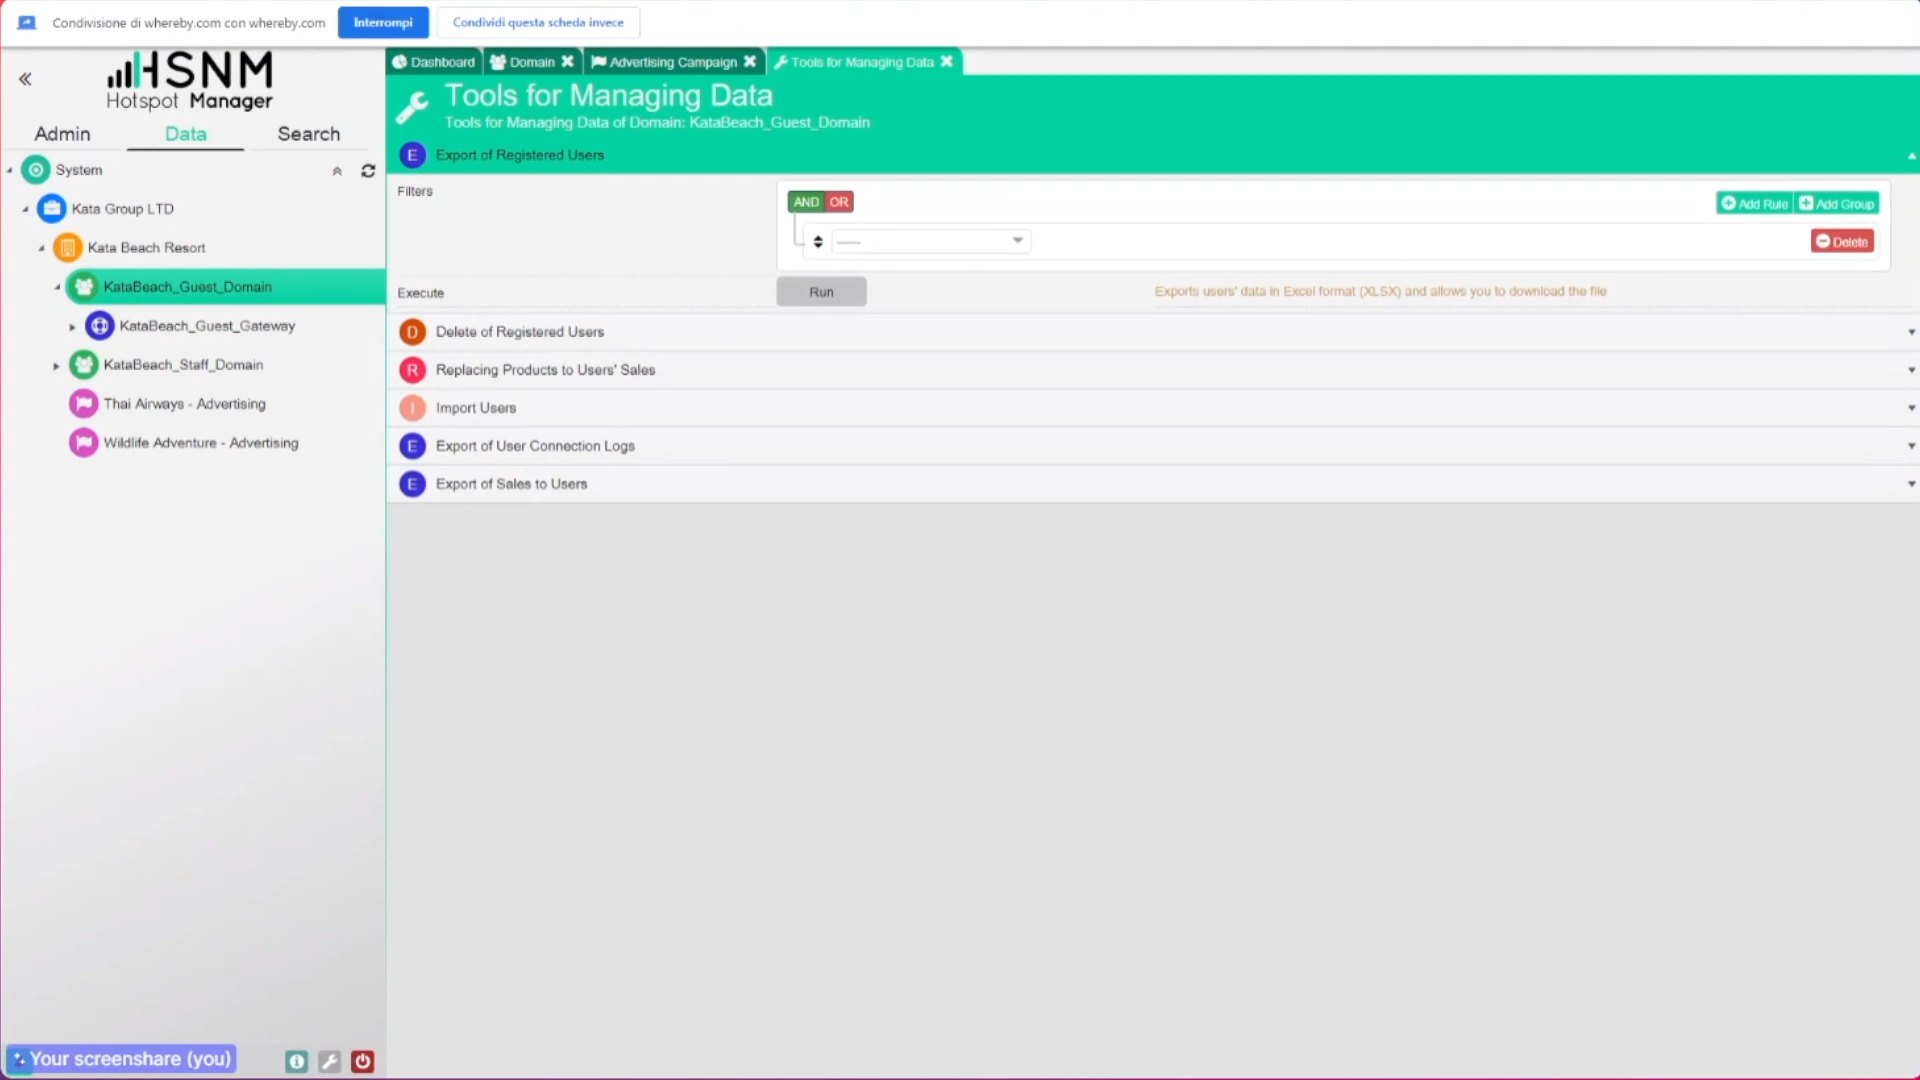 Condivisione di whereby.com con whereby.com
Interrompi
Condividi questa scheda invece
HSNM
Hotspot Manager
Admin
Data
Search
System
Kata Group LTD
Kata Beach Resort
KataBeach_Guest_Domain
KataBeach_Guest_Gateway
KataBeach_Staff_Domain
Thai Airways - Advertising
Wildlife Adventure - Advertising
Your screenshare (you)
Dashboard
Domain
Advertising Campaign
Tools for Managing Data
Tools for Managing Data
Tools for Managing Data of Domain: KataBeach_Guest_Domain
E Export of Registered Users
Filters
AND OR
Add Rule
Add Group
------
Delete
Execute
Run
Exports users' data in Excel format (XLSX) and allows you to download the file
D Delete of Registered Users
R Replacing Products to Users' Sales
I Import Users
E Export of User Connection Logs
E Export of Sales to Users